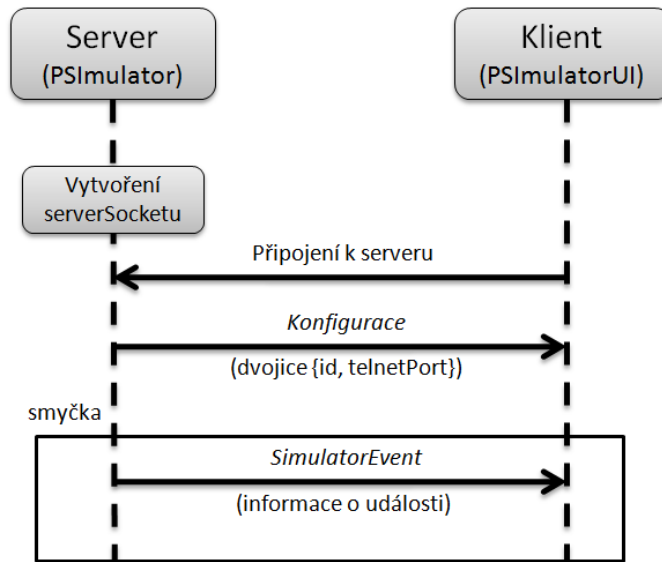 Server
(PSImulator)
Klient
(PSImulatorUI)
Vytvoření
serverSocketu
Připojení k serveru
Konfigurace
(dvojice {id, telnetPort})
smyčka
SimulatorEvent
(informace o události)